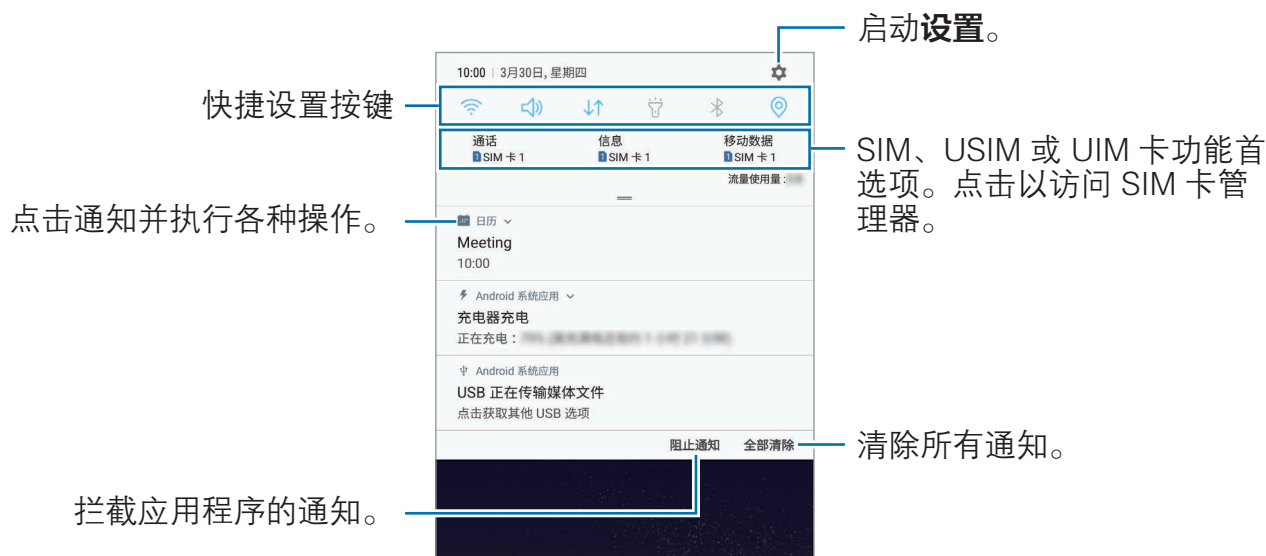 启动设置。
10:00 | 3月30日, 星期四
快捷设置按键
通话 信息 移动数据
1 SIM 卡 1 1 SIM 卡 1 1 SIM 卡 1
SIM、USIM 或 UIM 卡功能首
选项。点击以访问 SIM 卡管
理器。
流量使用量 :
点击通知并执行各种操作。
日历
Meeting
10:00
Android 系统应用
充电器充电
正在充电 :
Android 系统应用
USB 正在传输媒体文件
点击获取其他 USB 选项
阻止通知 全部清除
清除所有通知。
拦截应用程序的通知。